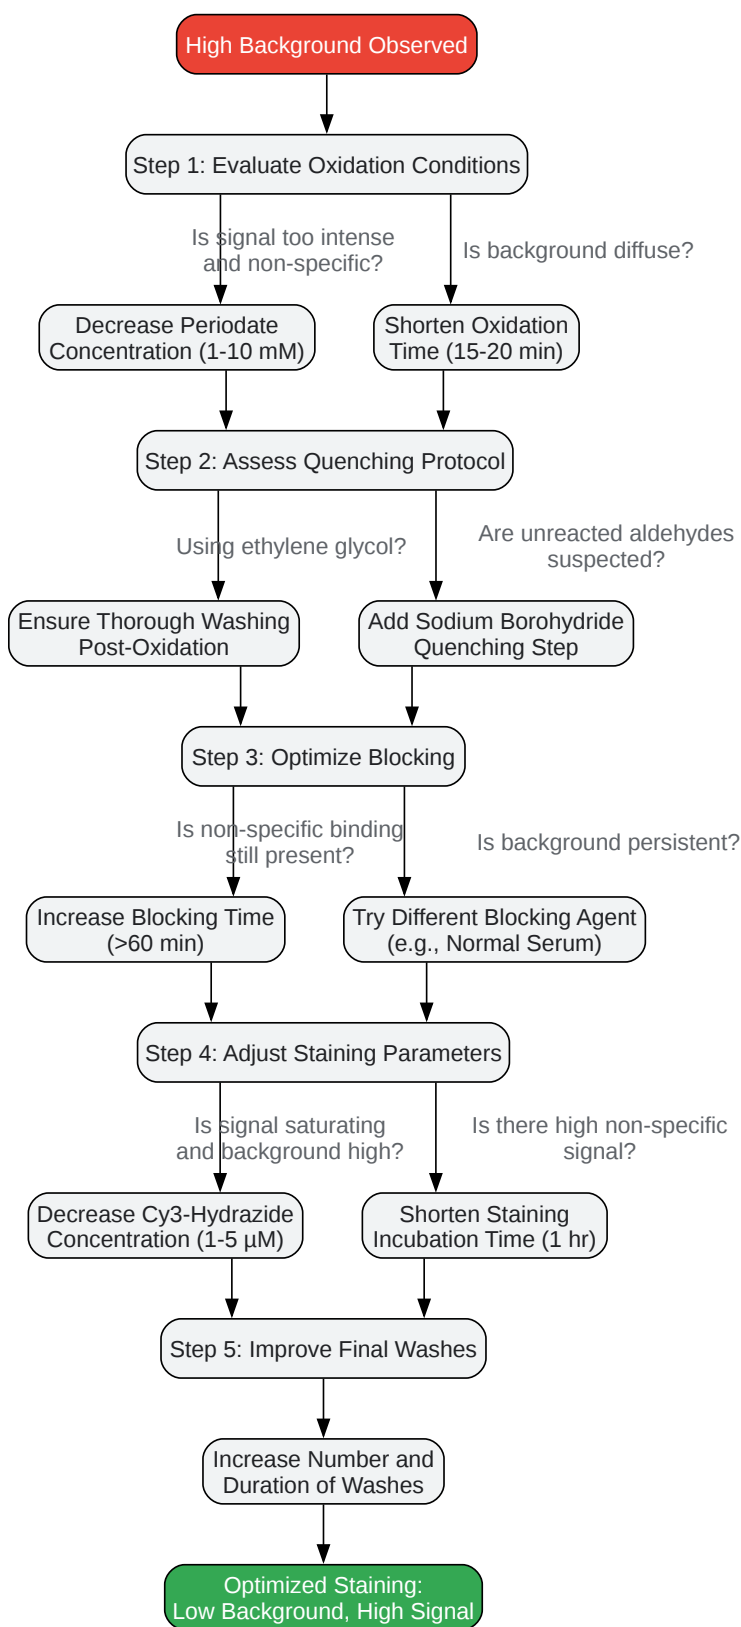 High Background Observed
Step 1: Evaluate Oxidation Conditions
Is signal too intense
and non-specific?
Is background diffuse?
Decrease Periodate
Concentration (1-10 mM)
Shorten Oxidation
Time (15-20 min)
Step 2: Assess Quenching Protocol
Using ethylene glycol?
Are unreacted aldehydes
suspected?
Ensure Thorough Washing
Post-Oxidation
Add Sodium Borohydride
Quenching Step
Step 3: Optimize Blocking
Is non-specific binding
still present?
Is background persistent?
Increase Blocking Time
(>60 min)
Try Different Blocking Agent
(e.g., Normal Serum)
Step 4: Adjust Staining Parameters
Is signal saturating
and background high?
Is there high non-specific
signal?
Decrease Cy3-Hydrazide
Concentration (1-5 µM)
Shorten Staining
Incubation Time (1 hr)
Step 5: Improve Final Washes
Increase Number and
Duration of Washes
Optimized Staining:
Low Background, High Signal